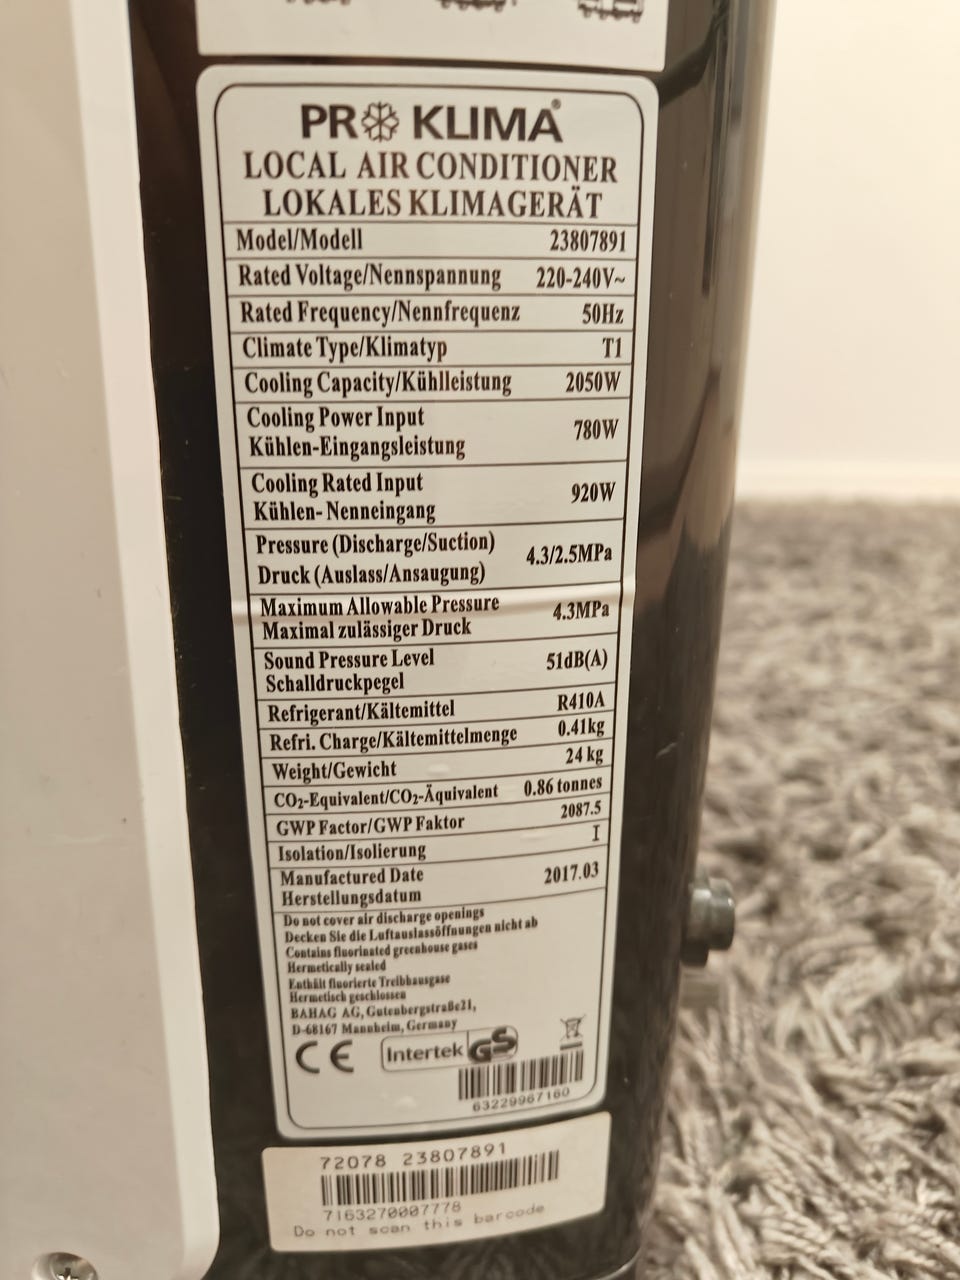 PRO KLIMA®
LOCAL AIR CONDITIONER
LOKALES KLIMAGERÄT
Model/Modell 23807891
Rated Voltage/Nennspannung 220-240V~
Rated Frequency/Nennfrequenz 50Hz
Climate Type/Klimatyp T1
Cooling Capacity/Kühlleistung 2050W
Cooling Power Input
Kühlen-Eingangsleistung 780W
Cooling Rated Input
Kühlen- Nenneingang 920W
Pressure (Discharge/Suction)
Druck (Auslass/Ansaugung) 4.3/2.5MPa
Maximum Allowable Pressure
Maximal zulässiger Druck 4.3MPa
Sound Pressure Level
Schalldruckpegel 51dB(A)
Refrigerant/Kältemittel R410A
Refri. Charge/Kältemittelmenge 0.41kg
Weight/Gewicht 24 kg
CO₂-Equivalent/CO₂-Äquivalent 0.86 tonnes
GWP Factor/GWP Faktor 2087.5
Isolation/Isolierung I
Manufactured Date
Herstellungsdatum 2017.03
Do not cover air discharge openings
Decken Sie die Luftauslassöffnungen nicht ab
Contains fluorinated greenhouse gases
Hermetically sealed
Enthält fluorierte Treibhausgase
Hermetisch geschlossen
BAHAG AG, Gutenbergstraße21,
D-68167 Mannheim, Germany
CE Intertek GS
63229967160
72078 23807891
7163270007778
Do not scan this barcode